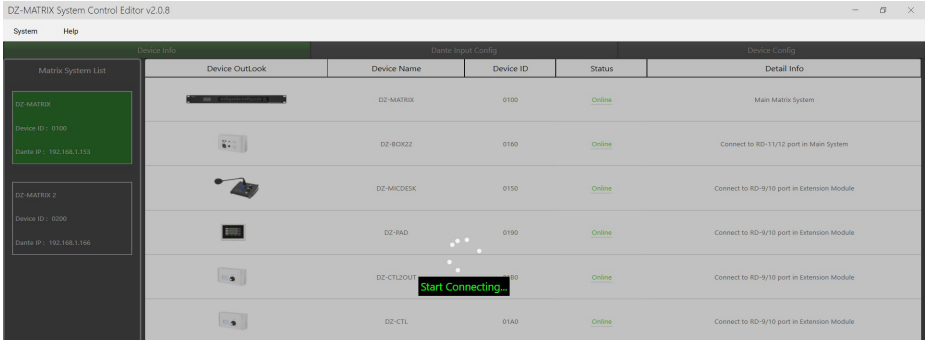 DZ-MATRIX System Control Editor v2.0.8
System Help
Device Info Dante Input Config Device Config
Matrix System List
DZ-MATRIX
Device ID : 0100
Dante IP : 192.168.1.153
DZ-MATRIX 2
Device ID : 0200
Dante IP : 192.168.1.166
Device OutLook Device Name Device ID Status Detail Info
DZ-MATRIX 0100 Online Main Matrix System
DZ-BOX22 0160 Online Connect to RD-11/12 port in Main System
DZ-MICDESK 0150 Online Connect to RD-9/10 port in Extension Module
DZ-PAD 0190 Online Connect to RD-9/10 port in Extension Module
DZ-CTL2OUT Online Connect to RD-9/10 port in Extension Module
Start Connecting...
DZ-CTL 01A0 Online Connect to RD-9/10 port in Extension Module